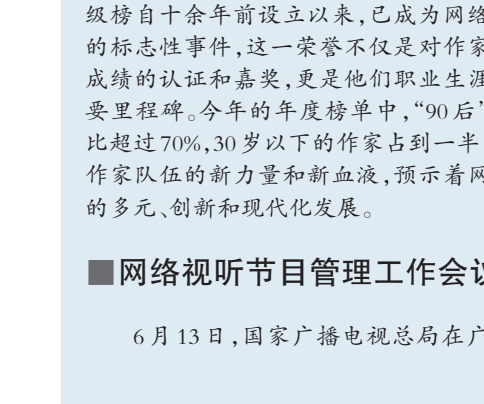 级榜自十余年前设立以来,已成为网络
的标志性事件,这一荣誉不仅是对作家
成绩的认证和嘉奖,更是他们职业生涯
要里程碑。今年的年度榜单中,“90后”
比超过70%,30岁以下的作家占到一半
作家队伍的新力量和新血液,预示着网
的多元、创新和现代化发展。
■网络视听节目管理工作会议
6月13日,国家广播电视总局在广